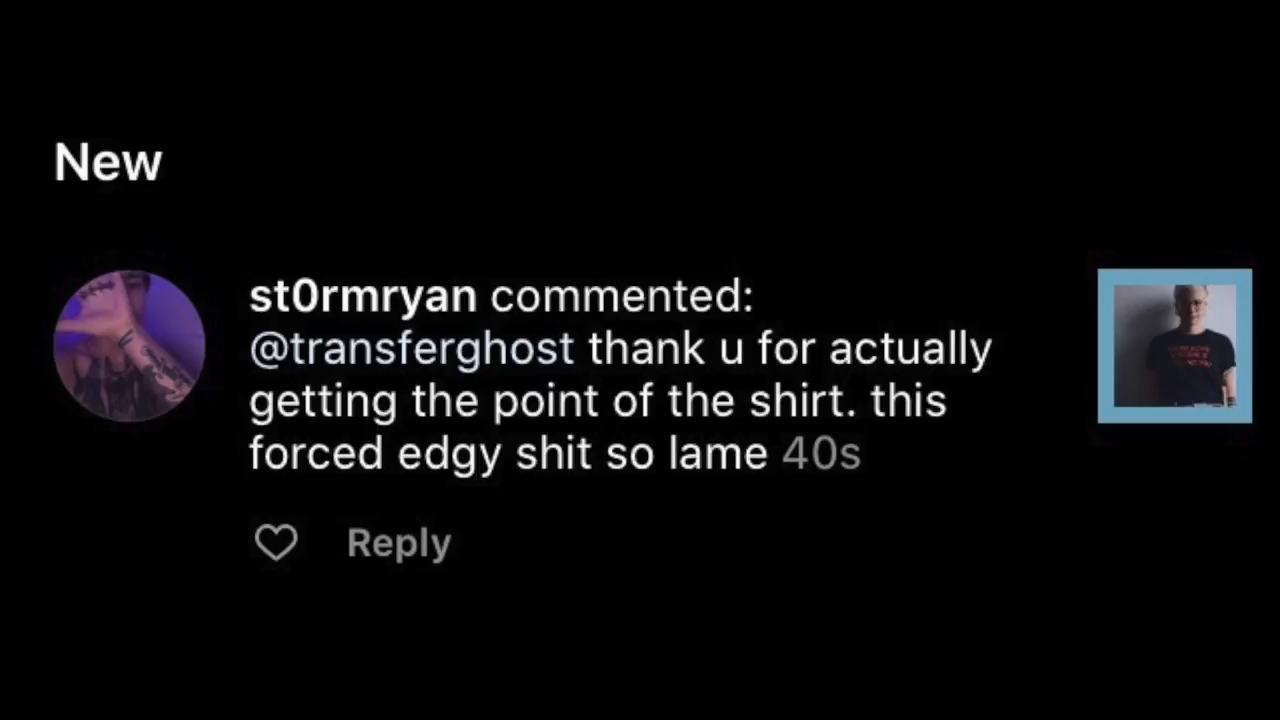 New
st0rmryan commented:
@transferghost thank u for actually
getting the point of the shirt. this
forced edgy shit so lame 40s
Reply